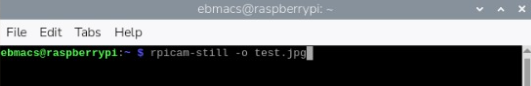 ebmacs@raspberrypi: ~
File Edit Tabs Help
ebmacs@raspberrypi:~ $ rpicam-still -o test.jpg